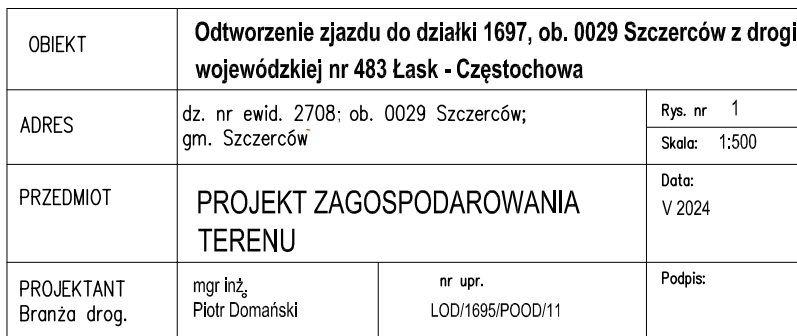 OBIEKT
Odtworzenie zjazdu do działki 1697, ob. 0029 Szczerców z drogi
wojewódzkiej nr 483 Łask - Częstochowa
ADRES
dz. nr ewid. 2708; ob. 0029 Szczerców;
gm. Szczerców
Rys. nr 1
Skala: 1:500
PRZEDMIOT
PROJEKT ZAGOSPODAROWANIA
TERENU
Data:
V 2024
PROJEKTANT
Branża drog.
mgr inż.
Piotr Domański
nr upr.
LOD/1695/POOD/11
Podpis: